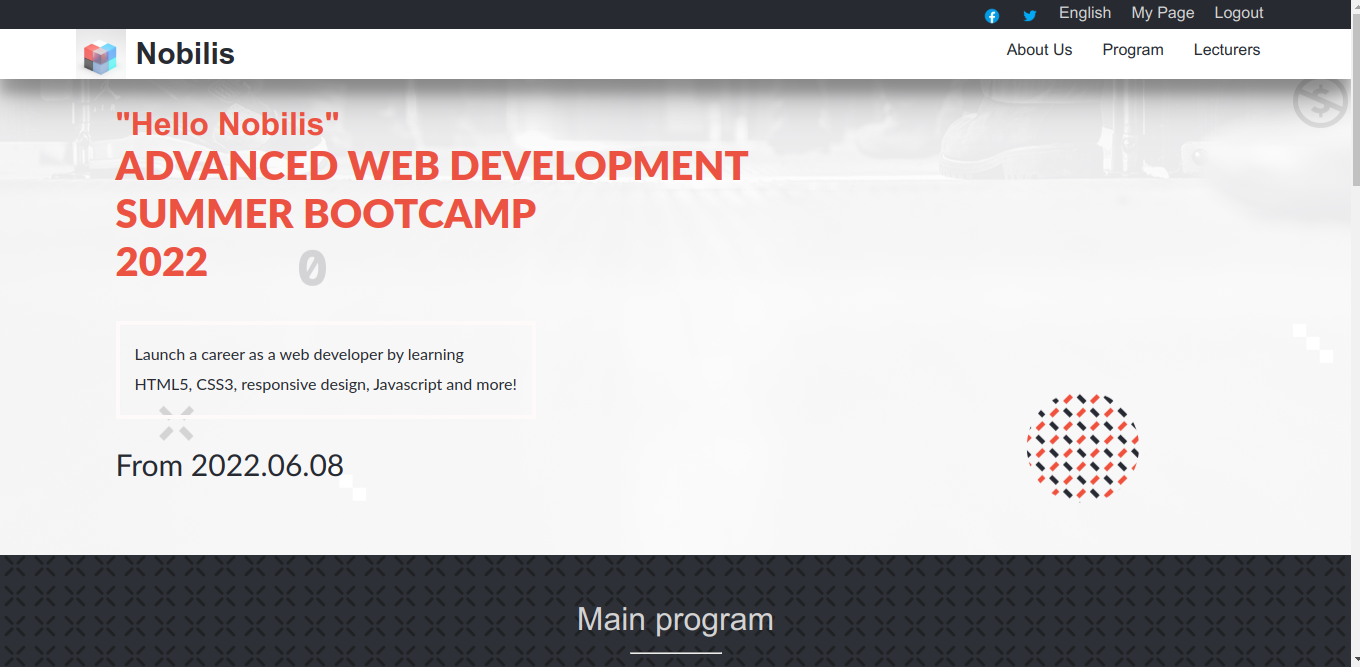 English My Page Logout
Nobilis
About Us Program Lecturers
"Hello Nobilis"
ADVANCED WEB DEVELOPMENT
SUMMER BOOTCAMP
2022
0
Launch a career as a web developer by learning
HTML5, CSS3, responsive design, Javascript and more!
From 2022.06.08
Main program